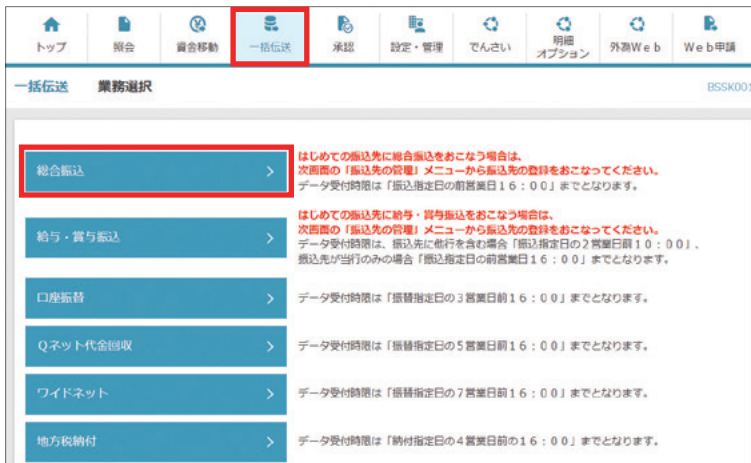 トップ
照会
資金移動
一括伝送
承認
設定・管理
でんさい
明細
オプション
外為Web
Web申請
一括伝送 業務選択 BSSK001
総合振込
はじめての振込先に総合振込をおこなう場合は、
次画面の「振込先の管理」メニューから振込先の登録をおこなってください。
データ受付時限は「振込指定日の前営業日16：00」までとなります。
給与・賞与振込
はじめての振込先に給与・賞与振込をおこなう場合は、
次画面の「振込先の管理」メニューから振込先の登録をおこなってください。
データ受付時限は、振込先に他行を含む場合「振込指定日の2営業日前10：00」、
振込先が当行のみの場合「振込指定日の前営業日16：00」までとなります。
口座振替
データ受付時限は「振替指定日の3営業日前16：00」までとなります。
Qネット代金回収
データ受付時限は「振替指定日の5営業日前16：00」までとなります。
ワイドネット
データ受付時限は「振替指定日の7営業日前16：00」までとなります。
地方税納付
データ受付時限は「納付指定日の4営業日前の16：00」までとなります。